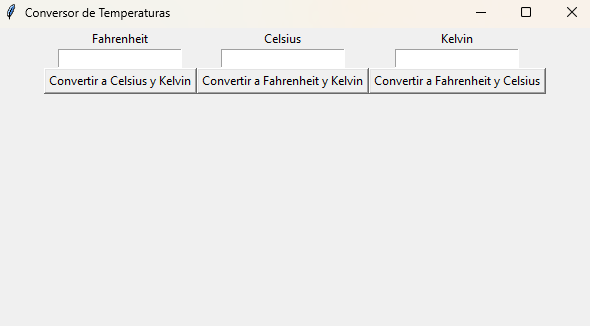 Conversor de Temperaturas
Fahrenheit Celsius Kelvin
Convertir a Celsius y Kelvin Convertir a Fahrenheit y Kelvin Convertir a Fahrenheit y Celsius